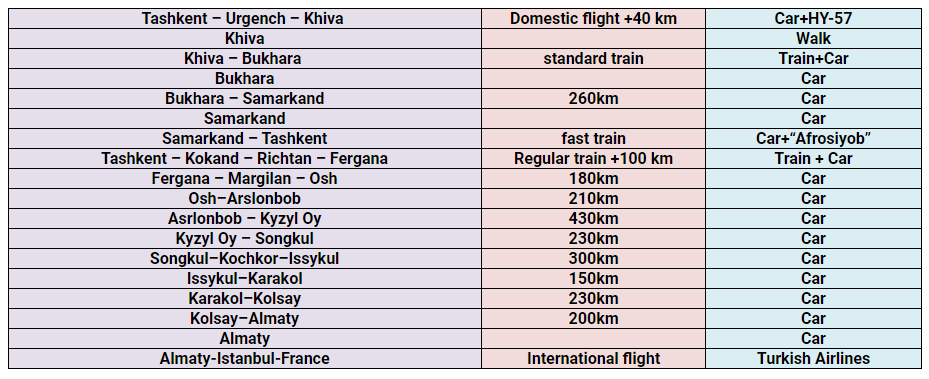 Tashkent – Urgench – Khiva Domestic flight +40 km Car+HY-57
Khiva Walk
Khiva – Bukhara standard train Train+Car
Bukhara Car
Bukhara – Samarkand 260km Car
Samarkand Car
Samarkand – Tashkent fast train Car+“Afrosiyob”
Tashkent – Kokand – Richtan – Fergana Regular train +100 km Train + Car
Fergana – Margilan – Osh 180km Car
Osh–Arslonbob 210km Car
Asrlonbob – Kyzyl Oy 430km Car
Kyzyl Oy – Songkul 230km Car
Songkul–Kochkor–Issykul 300km Car
Issykul–Karakol 150km Car
Karakol–Kolsay 230km Car
Kolsay–Almaty 200km Car
Almaty Car
Almaty-Istanbul-France International flight Turkish Airlines